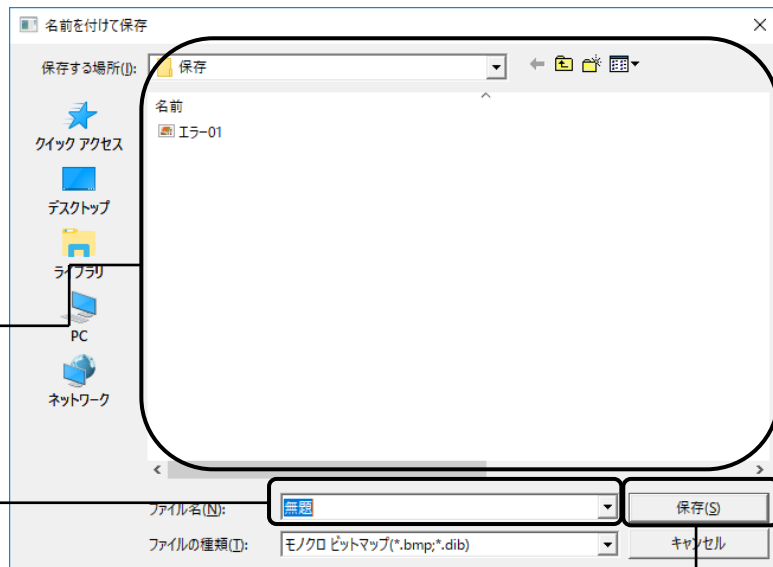 名前を付けて保存
保存する場所(I):
保存
名前
エラー01
クイック アクセス
デスクトップ
ライブラリ
PC
ネットワーク
ファイル名(N):
無題
保存(S)
ファイルの種類(T):
モノクロ ビットマップ(*.bmp;*.dib)
キャンセル